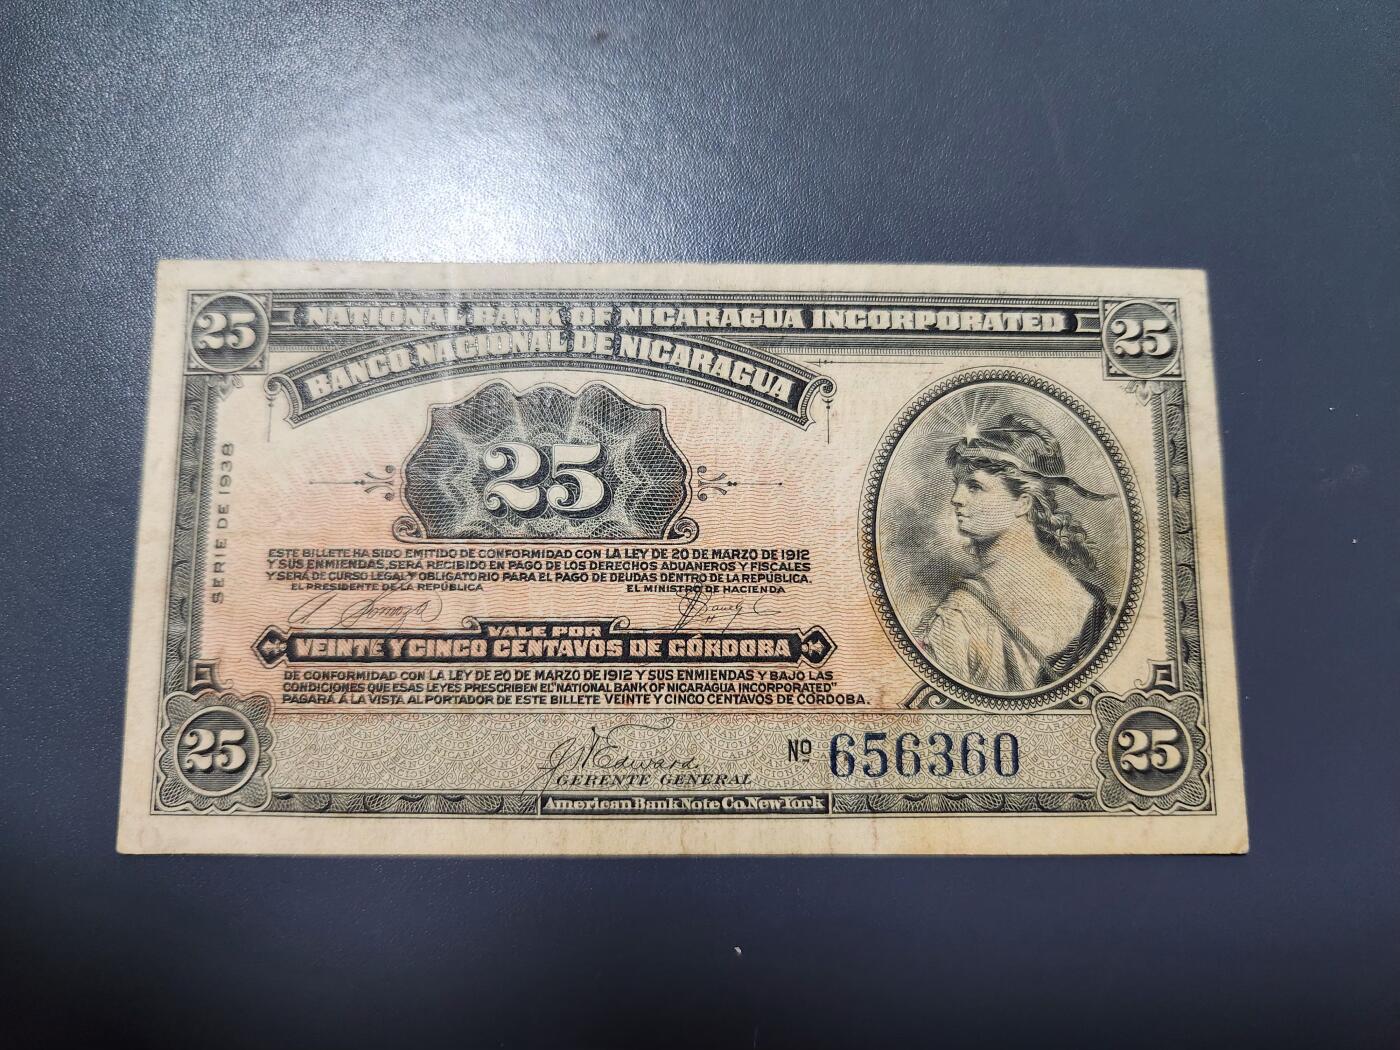 25 NATIONAL BANK OF NICARAGUA INCORPORATED 25
BANCO NACIONAL DE NICARAGUA
25
SERIE DE 1938
ESTE BILLETE HA SIDO EMITIDO DE CONFORMIDAD CON LA LEY DE 20 DE MARZO DE 1912
Y SUS ENMIENDAS, SERA RECIBIDO EN PAGO DE LOS DERECHOS ADUANEROS Y FISCALES
Y SERÁ DE CURSO LEGAL Y OBLIGATORIO PARA EL PAGO DE DEUDAS DENTRO DE LA REPÚBLICA.
EL PRESIDENTE DE LA REPÚBLICA EL MINISTRO DE HACIENDA
VALE POR
VEINTE Y CINCO CENTAVOS DE CÓRDOBA
DE CONFORMIDAD CON LA LEY DE 20 DE MARZO DE 1912 Y SUS ENMIENDAS Y BAJO LAS
CONDICIONES QUE ESAS LEYES PRESCRIBEN EL "NATIONAL BANK OF NICARAGUA INCORPORATED"
PAGARÁ Á LA VISTA AL PORTADOR DE ESTE BILLETE VEINTE Y CINCO CENTAVOS DE CÓRDOBA.
25 Nº 656360 25
GERENTE GENERAL
American Bank Note Co. New York